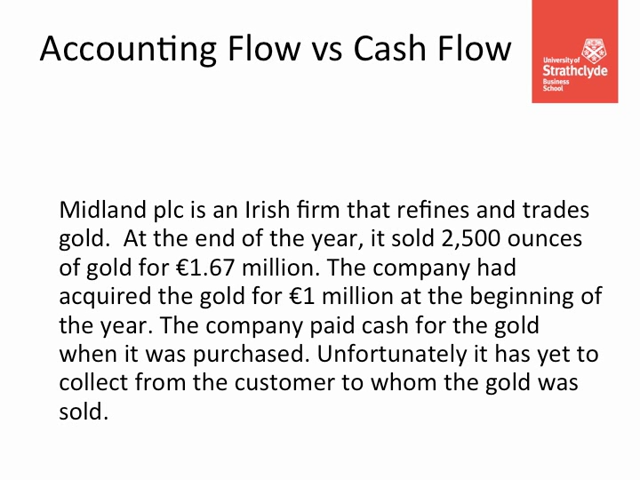 Accounting Flow vs Cash Flow
University of
Strathclyde
Business
School
Midland plc is an Irish firm that refines and trades
gold.  At the end of the year, it sold 2,500 ounces
of gold for €1.67 million. The company had
acquired the gold for €1 million at the beginning of
the year. The company paid cash for the gold
when it was purchased. Unfortunately it has yet to
collect from the customer to whom the gold was
sold.